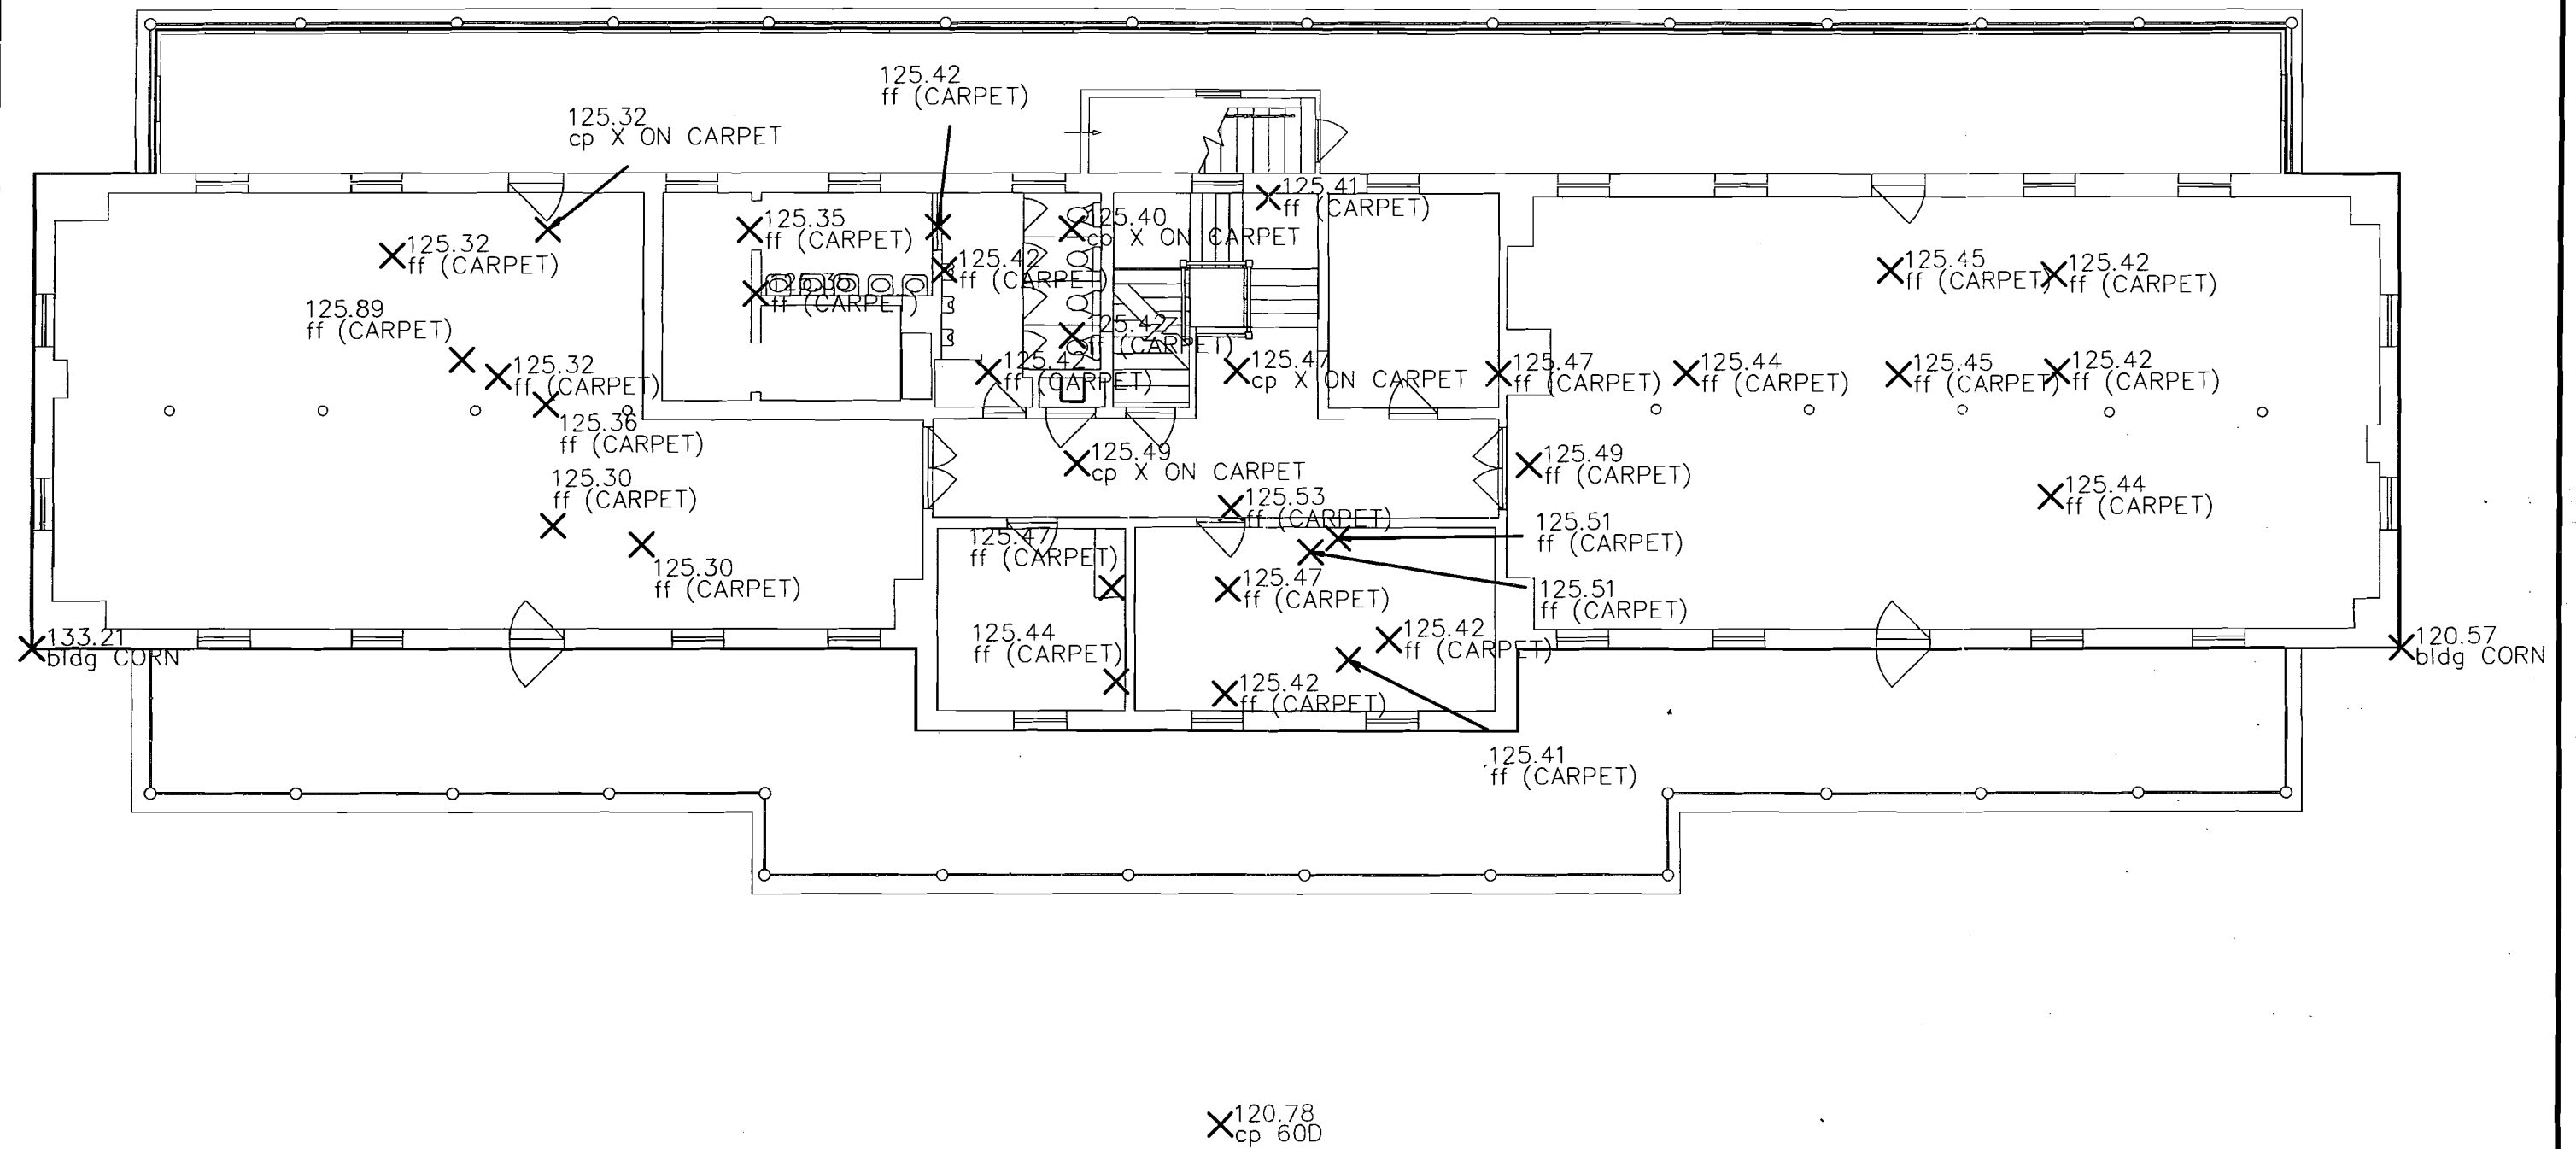 125.42
ff (CARPET)
125.32
cp X ON CARPET
125.41
ff (CARPET)
125.35
ff (CARPET)
125.40
cp X ON CARPET
125.32
ff (CARPET)
125.42
ff (CARPET)
125.45
ff (CARPET)
125.42
ff (CARPET)
ff (CARPET)
125.89
ff (CARPET)
125.42
ff (CARPET)
125.32
ff (CARPET)
125.42
ff (CARPET)
125.47
cp X ON CARPET
125.47
ff (CARPET)
125.44
ff (CARPET)
125.45
ff (CARPET)
125.42
ff (CARPET)
125.36
ff (CARPET)
125.49
cp X ON CARPET
125.49
ff (CARPET)
125.30
ff (CARPET)
125.53
ff (CARPET)
125.44
ff (CARPET)
125.47
ff (CARPET)
125.51
ff (CARPET)
125.30
ff (CARPET)
125.47
ff (CARPET)
125.51
ff (CARPET)
133.21
bldg CORN
125.44
ff (CARPET)
125.42
ff (CARPET)
120.57
bldg CORN
125.42
ff (CARPET)
125.41
ff (CARPET)
120.78
cp 60D